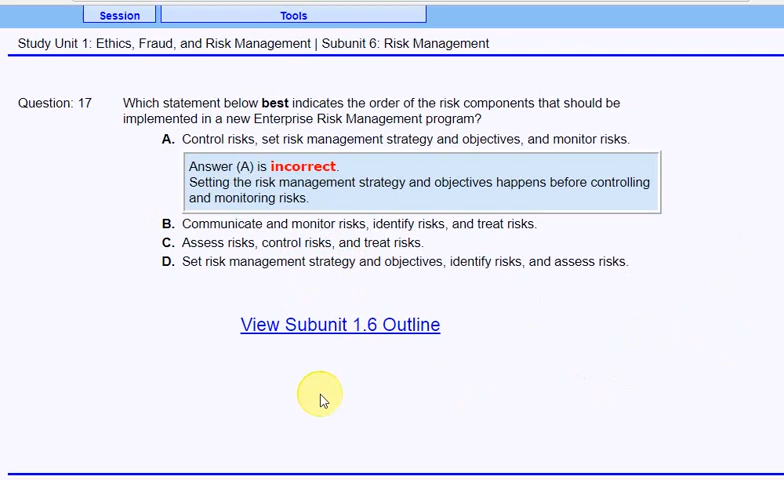 Session
Tools
Study Unit 1: Ethics, Fraud, and Risk Management | Subunit 6: Risk Management
Question: 17
Which statement below best indicates the order of the risk components that should be
implemented in a new Enterprise Risk Management program?
A. Control risks, set risk management strategy and objectives, and monitor risks.
Answer (A) is incorrect.
Setting the risk management strategy and objectives happens before controlling
and monitoring risks.
B. Communicate and monitor risks, identify risks, and treat risks.
C. Assess risks, control risks, and treat risks.
D. Set risk management strategy and objectives, identify risks, and assess risks.
View Subunit 1.6 Outline